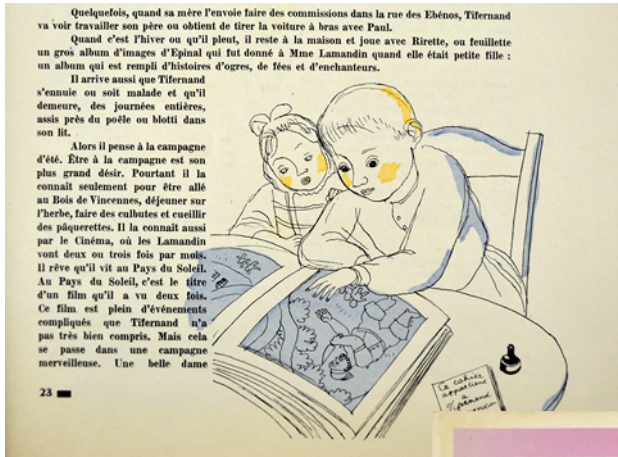 Quelquefois, quand sa mère l'envoie faire des commissions dans la rue des Ebénos, Tifernand
va voir travailler son père ou obtient de tirer la voiture à bras avec Paul.
Quand c'est l'hiver ou qu'il pleut, il reste à la maison et joue avec Rirette, ou feuillette
un gros album d'images d'Epinal qui fut donné à Mme Lamandin quand elle était petite fille :
un album qui est rempli d'histoires d'ogres, de fées et d'enchanteurs.
Il arrive aussi que Tifernand
s'ennuie ou soit malade et qu'il
demeure, des journées entières,
assis près du poêle ou blotti dans
son lit.
Alors il pense à la campagne
d'été. Être à la campagne est son
plus grand désir. Pourtant il la
connaît seulement pour être allé
au Bois de Vincennes, déjeuner sur
l'herbe, faire des culbutes et cueillir
des pâquerettes. Il la connaît aussi
par le Cinéma, où les Lamandin
vont deux ou trois fois par mois.
Il rêve qu'il vit au Pays du Soleil.
Au Pays du Soleil, c'est le titre
d'un film qu'il a vu deux fois.
Ce film est plein d'événements
compliqués que Tifernand n'a
pas très bien compris. Mais cela
se passe dans une campagne
merveilleuse. Une belle dame
23
Ce cahier
appartient
à
Tifernand